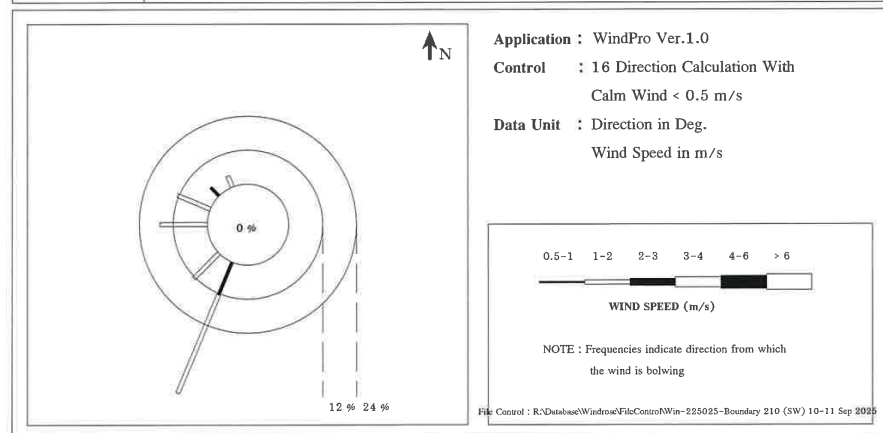 N
0 %
12 % 24 %
Application : WindPro Ver.1.0
Control : 16 Direction Calculation With
Calm Wind < 0.5 m/s
Data Unit : Direction in Deg.
Wind Speed in m/s
0.5-1 1-2 2-3 3-4 4-6 > 6
WIND SPEED (m/s)
NOTE : Frequencies indicate direction from which
the wind is bolwing
File Control : R:\Database\Windrose\FileControl\Win-225025-Boundary 210 (SW) 10-11 Sep 2025